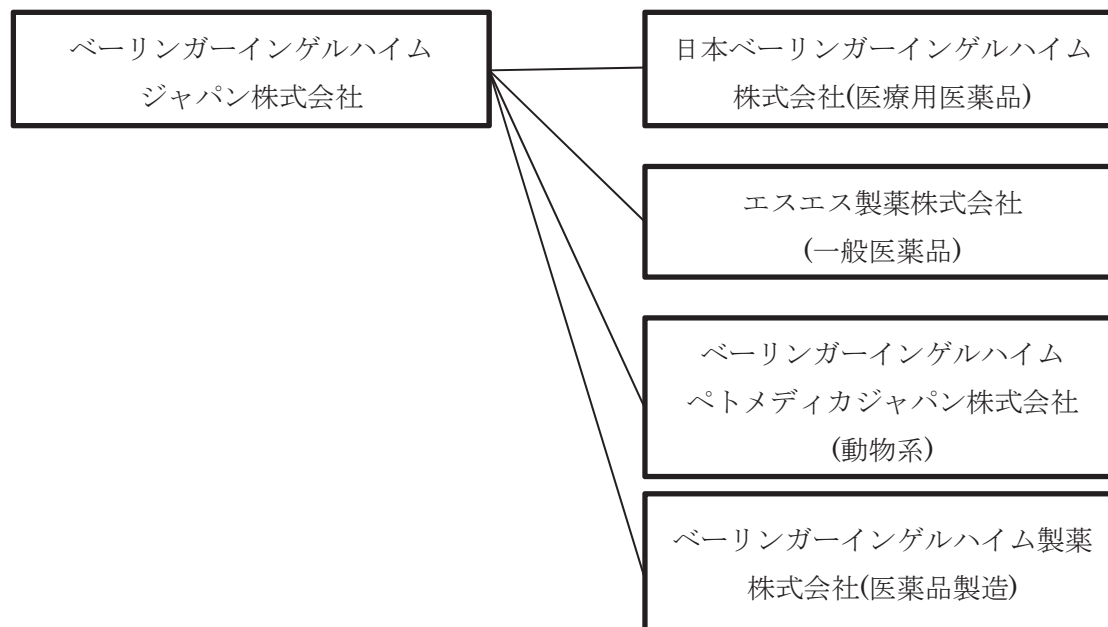 ベーリンガーインゲルハイム
ジャパン株式会社
日本ベーリンガーインゲルハイム
株式会社(医療用医薬品)
エスエス製薬株式会社
(一般医薬品)
ベーリンガーインゲルハイム
ペトメディカジャパン株式会社
(動物系)
ベーリンガーインゲルハイム製薬
株式会社(医薬品製造)